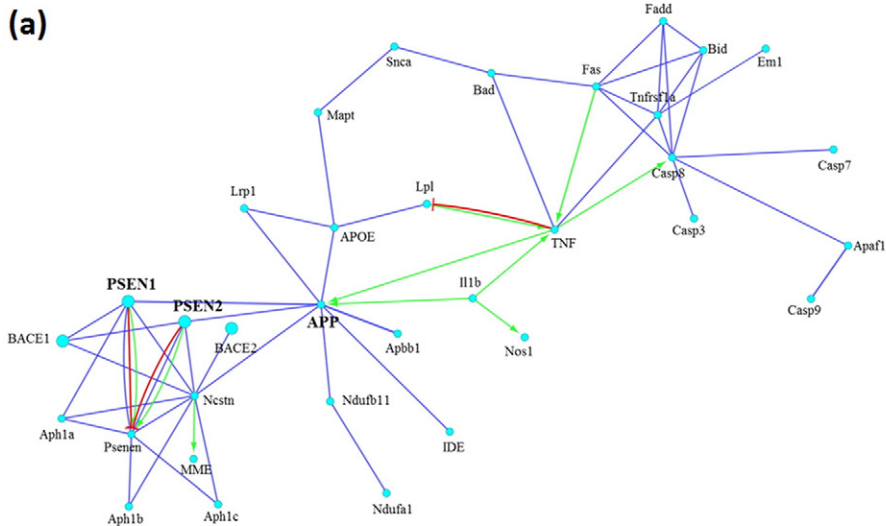 (a)
Fadd
Bid
Em1
Snca
Fas
Bad
Tnfrsf1a
Mapt
Casp7
Casp8
Lrp1
Lpl
Casp3
APOE
TNF
Apaf1
PSEN1
Il1b
PSEN2
Casp9
APP
BACE1
BACE2
Apbb1
Nos1
Ncstn
Ndufb11
Aph1a
Psenen
IDE
MME
Aph1b
Aph1c
Ndufa1